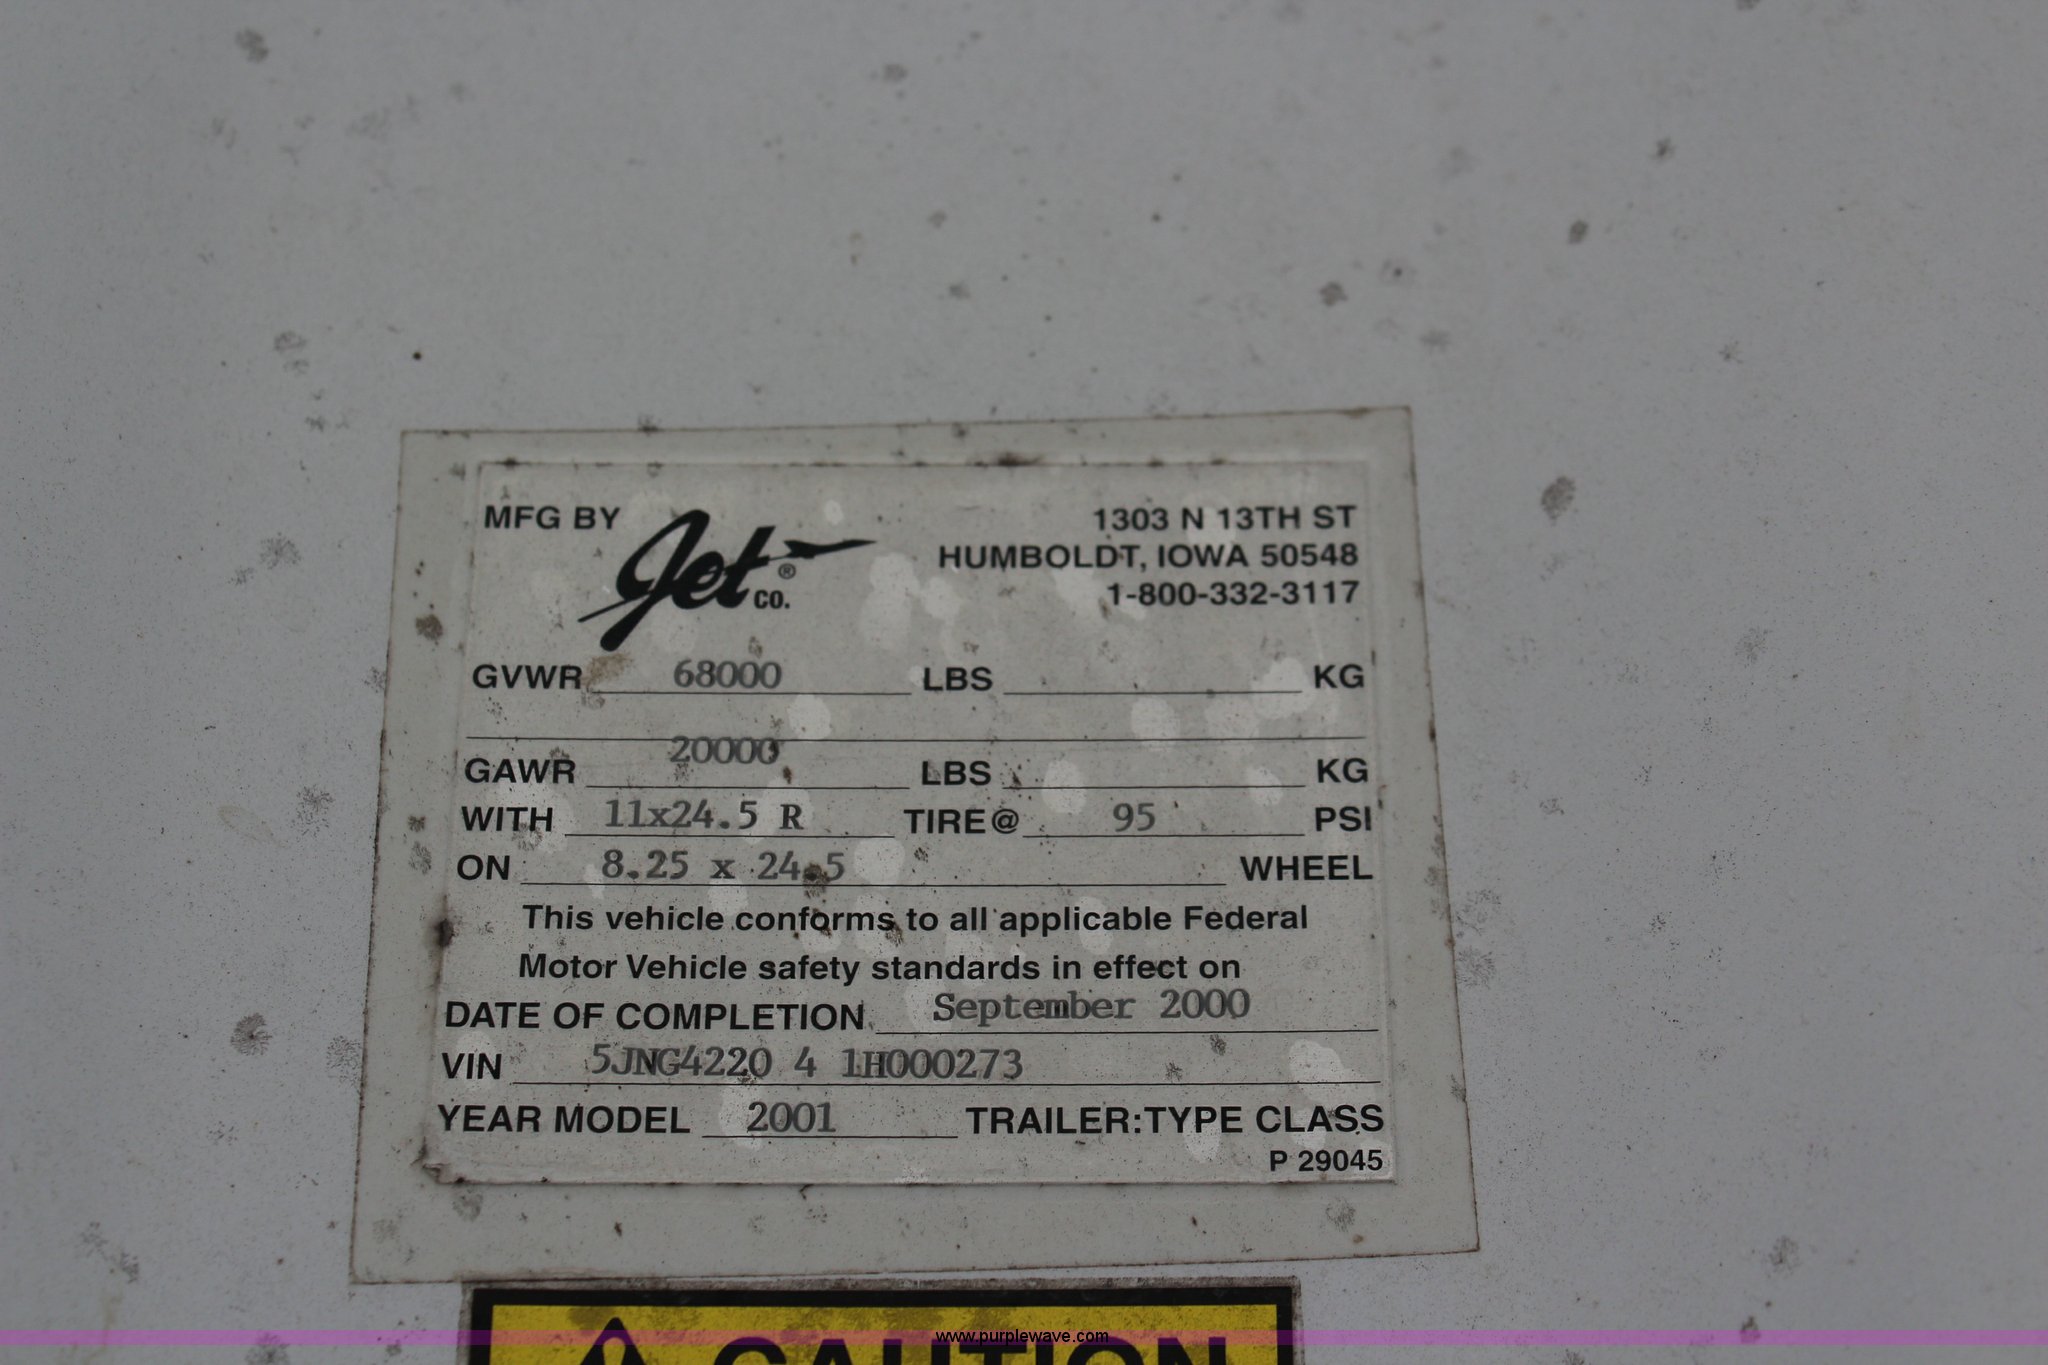 MFG BY Jet CO.®
1303 N 13TH ST
HUMBOLDT, IOWA 50548
1-800-332-3117
GVWR 68000 LBS KG
GAWR 20000 LBS KG
WITH 11x24.5 R TIRE@ 95 PSI
ON 8.25 x 24.5 WHEEL
This vehicle conforms to all applicable Federal
Motor Vehicle safety standards in effect on
DATE OF COMPLETION September 2000
VIN 5JNG4220 4 1H000273
YEAR MODEL 2001 TRAILER:TYPE CLASS
P 29045
CAUTION
www.purplewave.com